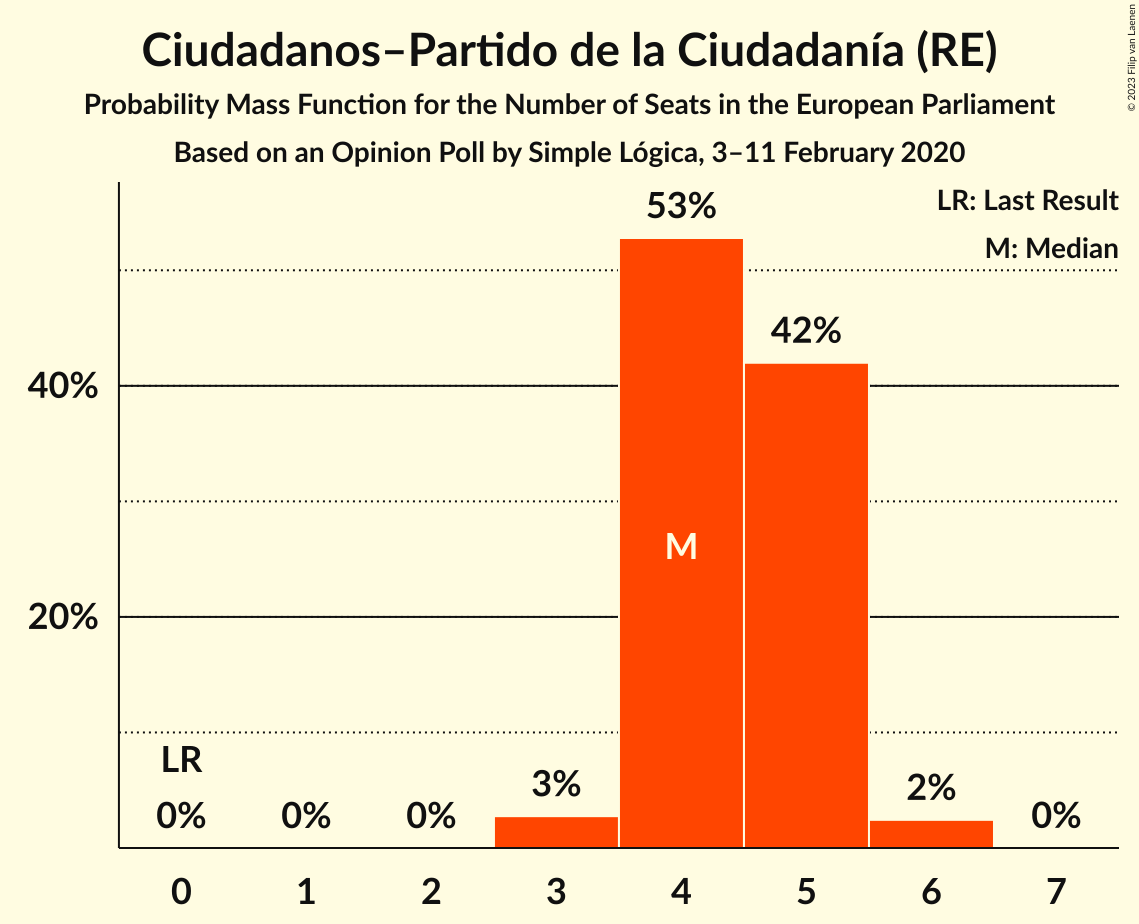 Ciudadanos–Partido de la Ciudadanía (RE)
Probability Mass Function for the Number of Seats in the European Parliament
Based on an Opinion Poll by Simple Lógica, 3–11 February 2020
© 2023 Filip van Laenen
LR: Last Result
M: Median
53%
42%
40%
M
20%
LR
0%
0%
0%
3%
2%
0%
0
1
2
3
4
5
6
7